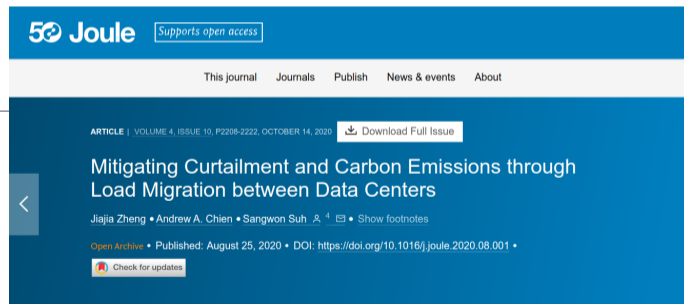 50 Joule Supports open access
This journal Journals Publish News & events About
ARTICLE | VOLUME 4, ISSUE 10, P2208-2222, OCTOBER 14, 2020 Download Full Issue
Mitigating Curtailment and Carbon Emissions through
Load Migration between Data Centers
Jiajia Zheng • Andrew A. Chien • Sangwon Suh 4 • Show footnotes
Open Archive • Published: August 25, 2020 • DOI: https://doi.org/10.1016/j.joule.2020.08.001 •
Check for updates